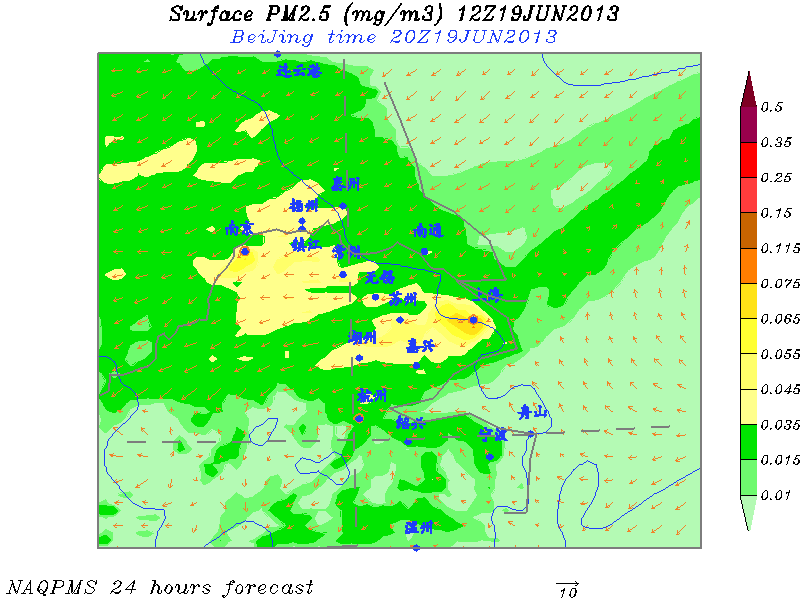 Surface PM2.5 (mg/m3) 12Z19JUN2013
BeiJing time 20Z19JUN2013
连云港
0.5
0.35
0.25
泰州
扬州
0.15
南京
南通
镇江
常州
0.115
无锡
0.075
苏州
上海
0.065
湖州
嘉兴
0.055
0.045
杭州
舟山
绍兴
0.035
宁波
0.015
0.01
温州
NAQPMS 24 hours forecast
10